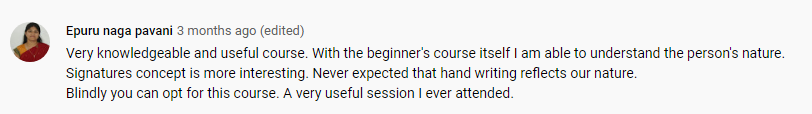 Epuru naga pavani 3 months ago (edited)
Very knowledgeable and useful course. With the beginner's course itself I am able to understand the person's nature.
Signatures concept is more interesting. Never expected that hand writing reflects our nature.
Blindly you can opt for this course. A very useful session I ever attended.